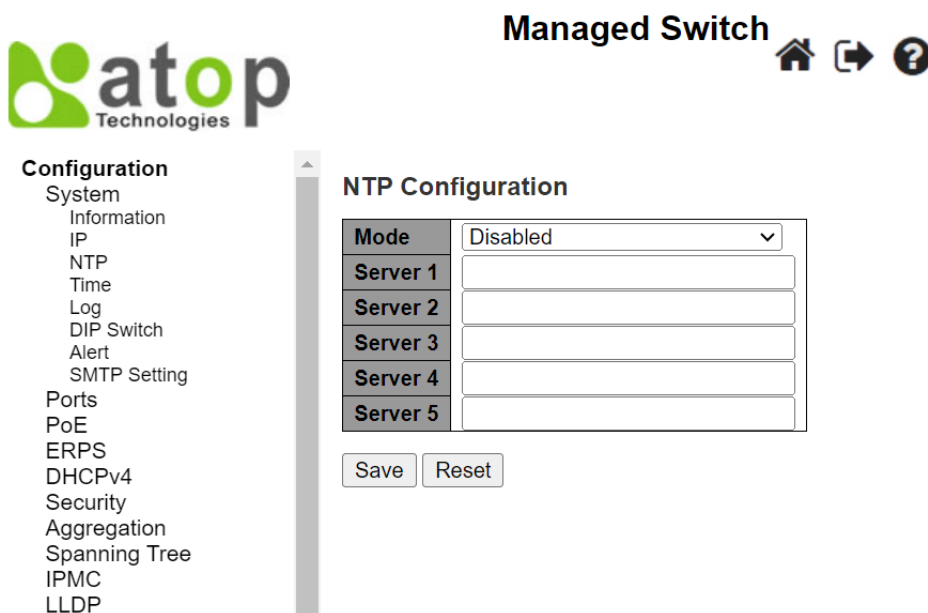 Managed Switch
atop
Technologies
?
Configuration
System
Information
IP
NTP
Time
Log
DIP Switch
Alert
SMTP Setting
Ports
PoE
ERPS
DHCPv4
Security
Aggregation
Spanning Tree
IPMC
LLDP
NTP Configuration
Mode Disabled
Server 1
Server 2
Server 3
Server 4
Server 5
Save Reset